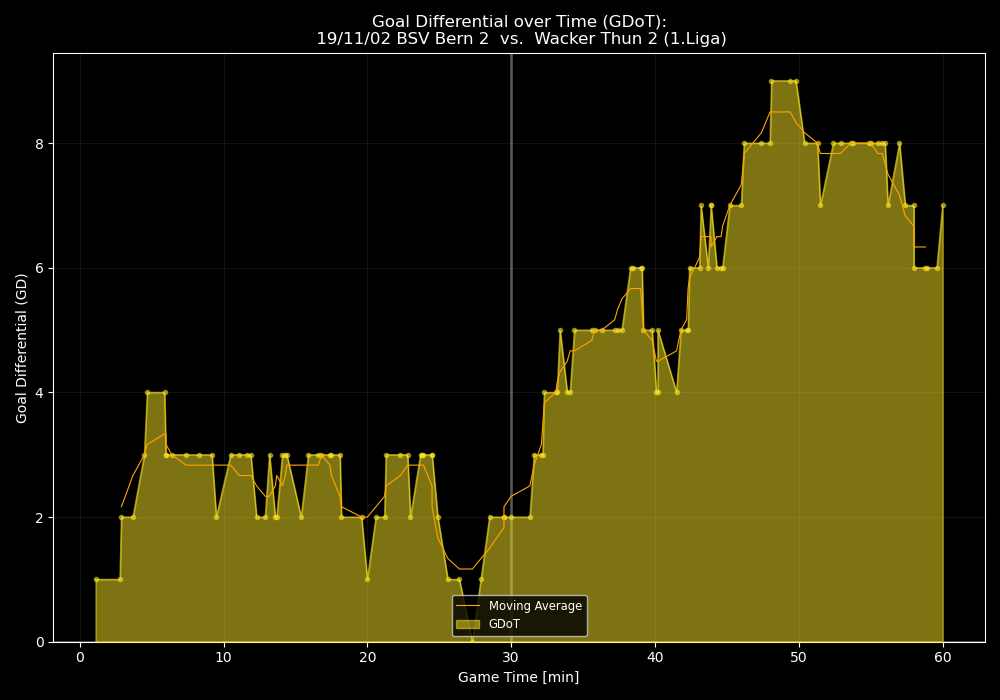 Goal Differential over Time (GDoT):
19/11/02 BSV Bern 2  vs.  Wacker Thun 2 (1.Liga)
Goal Differential (GD)
8
6
4
2
0
Moving Average
GDoT
0 10 20 30 40 50 60
Game Time [min]